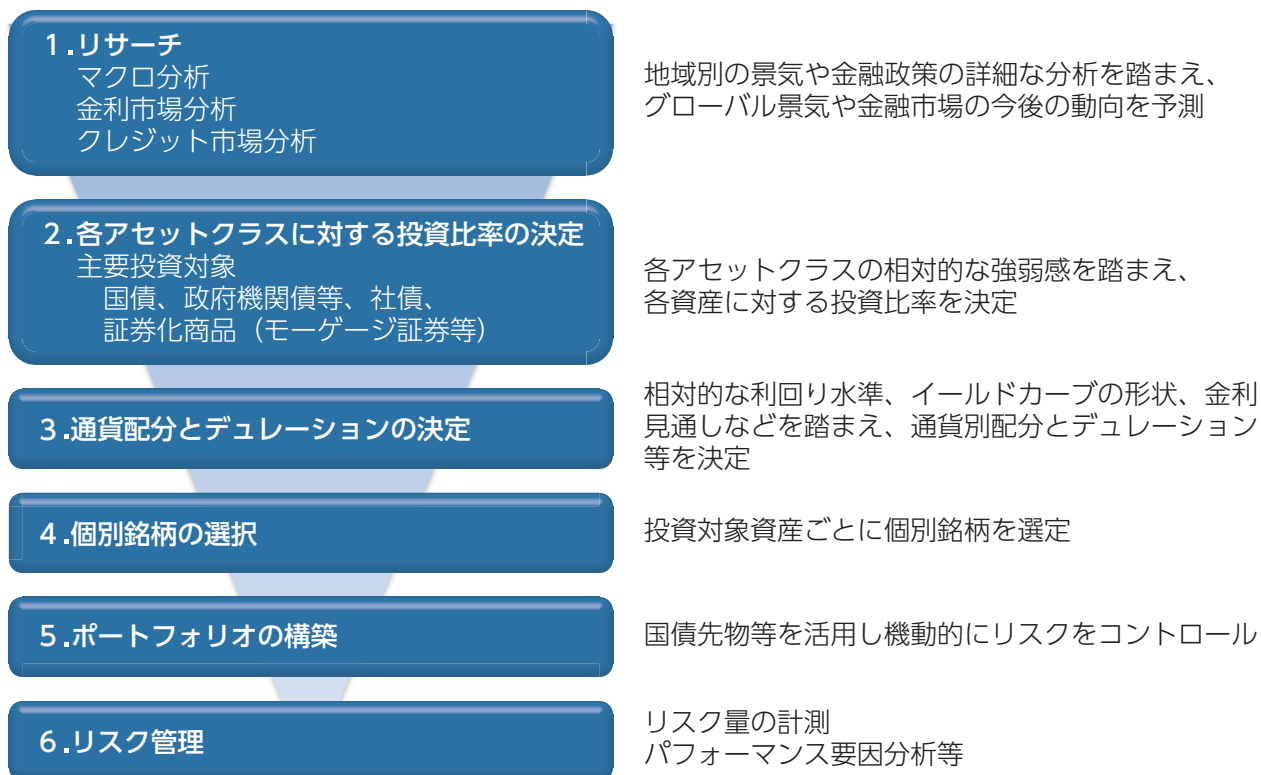 1.リサーチ
マクロ分析
金利市場分析
クレジット市場分析
地域別の景気や金融政策の詳細な分析を踏まえ、
グローバル景気や金融市場の今後の動向を予測
2.各アセットクラスに対する投資比率の決定
主要投資対象
国債、政府機関債等、社債、
証券化商品（モーゲージ証券等）
各アセットクラスの相対的な強弱感を踏まえ、
各資産に対する投資比率を決定
3.通貨配分とデュレーションの決定
相対的な利回り水準、イールドカーブの形状、金利
見通しなどを踏まえ、通貨別配分とデュレーション
等を決定
4.個別銘柄の選択
投資対象資産ごとに個別銘柄を選定
5.ポートフォリオの構築
国債先物等を活用し機動的にリスクをコントロール
6.リスク管理
リスク量の計測
パフォーマンス要因分析等